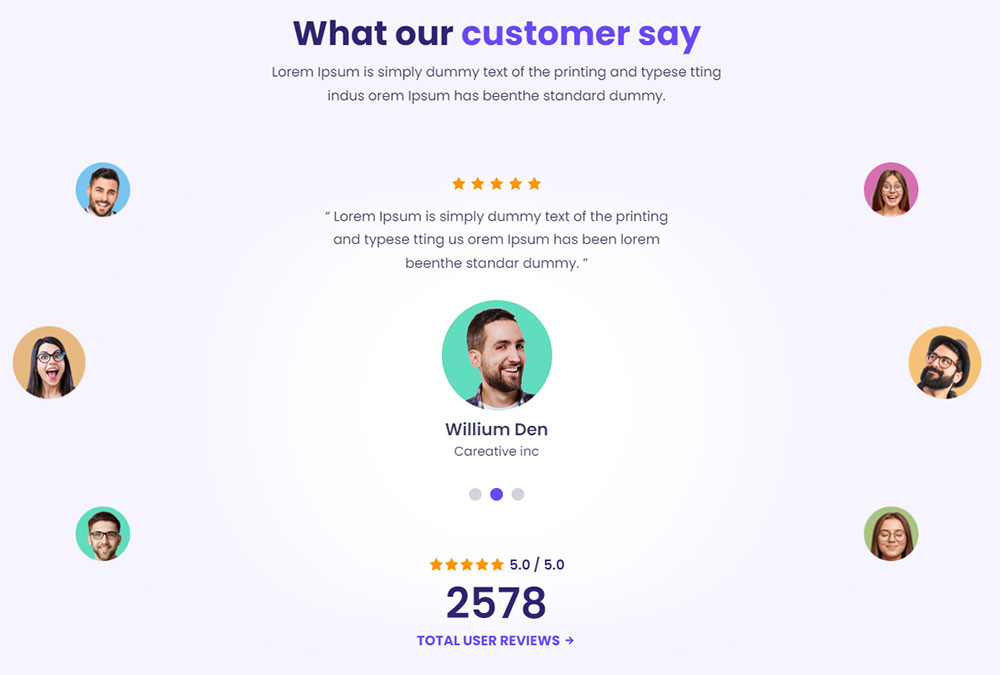 What our customer say
Lorem Ipsum is simply dummy text of the printing and typese tting
indus orem Ipsum has beenthe standard dummy.
“ Lorem Ipsum is simply dummy text of the printing
and typese tting us orem Ipsum has been lorem
beenthe standar dummy. ”
Willium Den
Careative inc
5.0 / 5.0
2578
TOTAL USER REVIEWS →